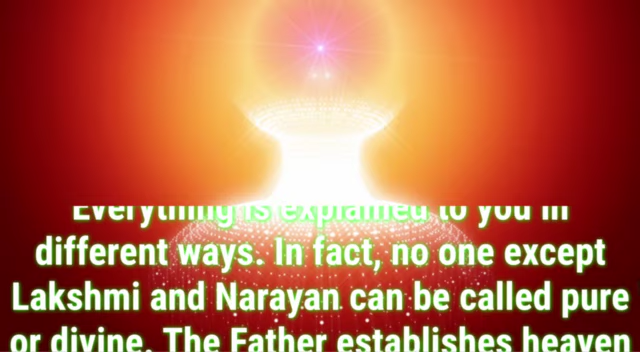 Everything is explained to you in
different ways. In fact, no one except
Lakshmi and Narayan can be called pure
or divine. The Father establishes heaven